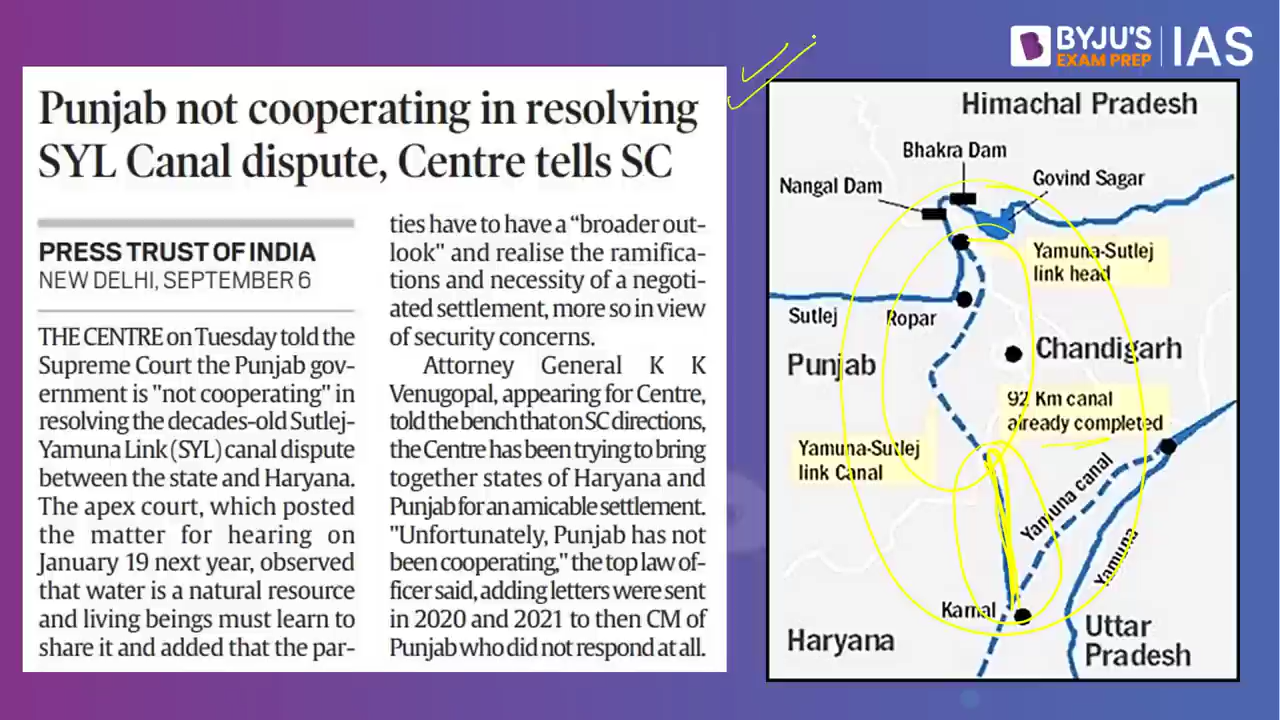 BYJU'S
EXAM PREP
IAS
Punjab not cooperating in resolving
SYL Canal dispute, Centre tells SC
PRESS TRUST OF INDIA
NEW DELHI, SEPTEMBER 6
THE CENTRE on Tuesday told the
Supreme Court the Punjab gov-
ernment is "not cooperating" in
resolving the decades-old Sutlej-
Yamuna Link (SYL) canal dispute
between the state and Haryana.
The apex court, which posted
the matter for hearing on
January 19 next year, observed
that water is a natural resource
and living beings must learn to
share it and added that the par-
ties have to have a “broader out-
look" and realise the ramifica-
tions and necessity of a negoti-
ated settlement, more so in view
of security concerns.
Attorney General K K
Venugopal, appearing for Centre,
told the bench that on SC directions,
the Centre has been trying to bring
together states of Haryana and
Punjab for an amicable settlement.
"Unfortunately, Punjab has not
been cooperating," the top law of-
ficer said, adding letters were sent
in 2020 and 2021 to then CM of
Punjab who did not respond at all.
Himachal Pradesh
Bhakra Dam
Nangal Dam
Govind Sagar
Yamuna-Sutlej
link head
Sutlej
Ropar
Chandigarh
Punjab
92 Km canal
already completed
Yamuna-Sutlej
link Canal
Yamuna canal
Yamuna
Karnal
Haryana
Uttar
Pradesh